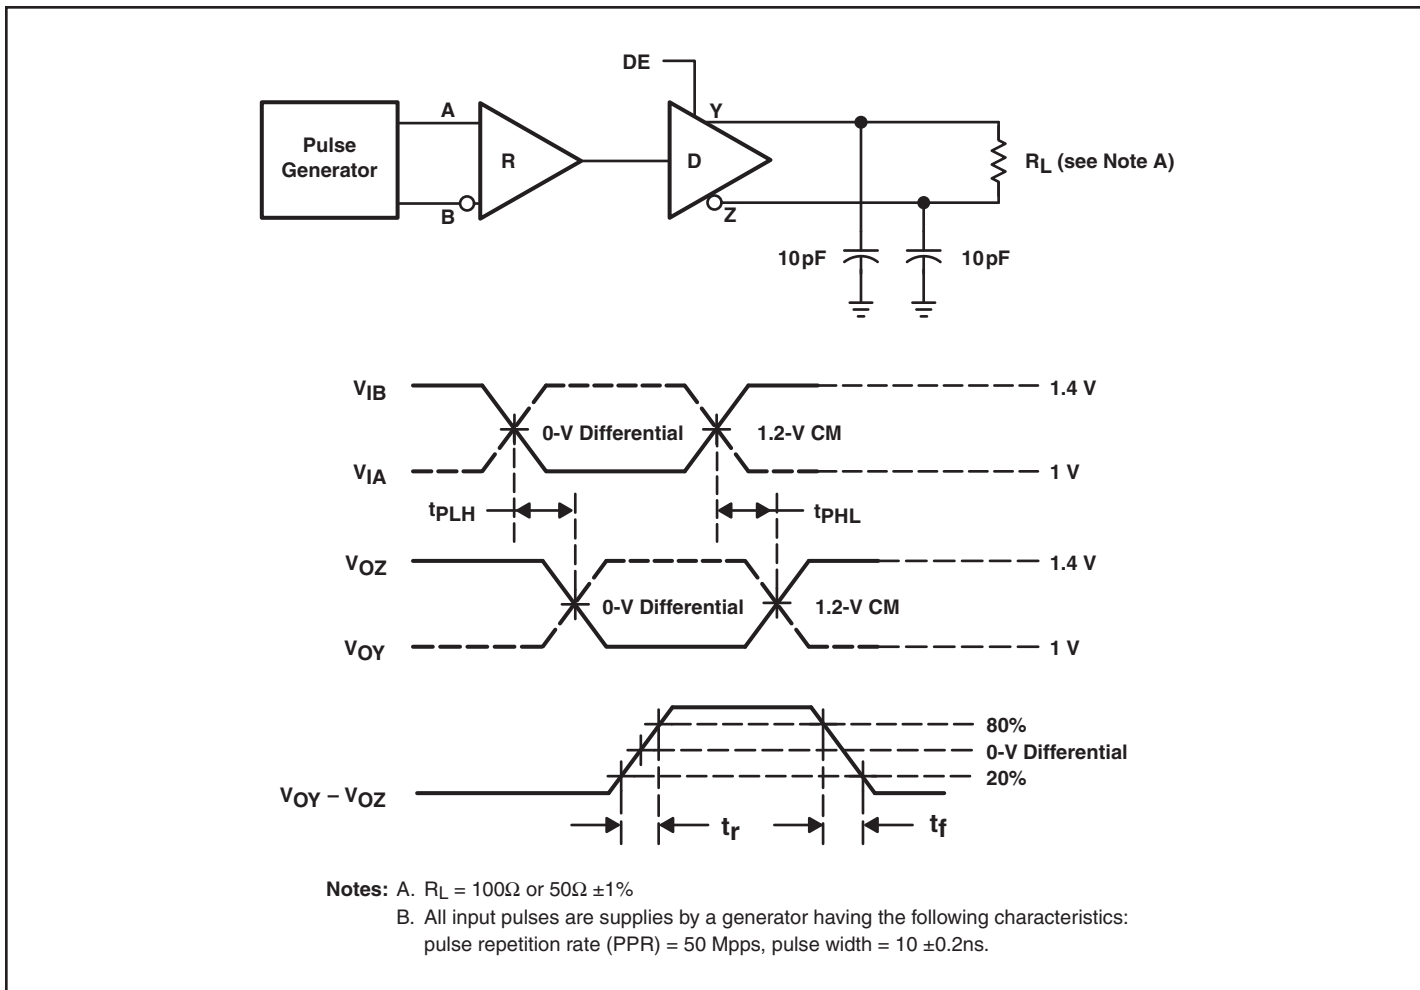 DE
A
Y
Pulse
Generator
R
D
RL (see Note A)
B
Z
10pF
10pF
VIB
1.4 V
0-V Differential
1.2-V CM
VIA
1 V
tPLH
tPHL
VOZ
1.4 V
0-V Differential
1.2-V CM
VOY
1 V
80%
0-V Differential
20%
VOY – VOZ
tr
tf
Notes: A. RL = 100Ω or 50Ω ±1%
B. All input pulses are supplies by a generator having the following characteristics:
pulse repetition rate (PPR) = 50 Mpps, pulse width = 10 ±0.2ns.